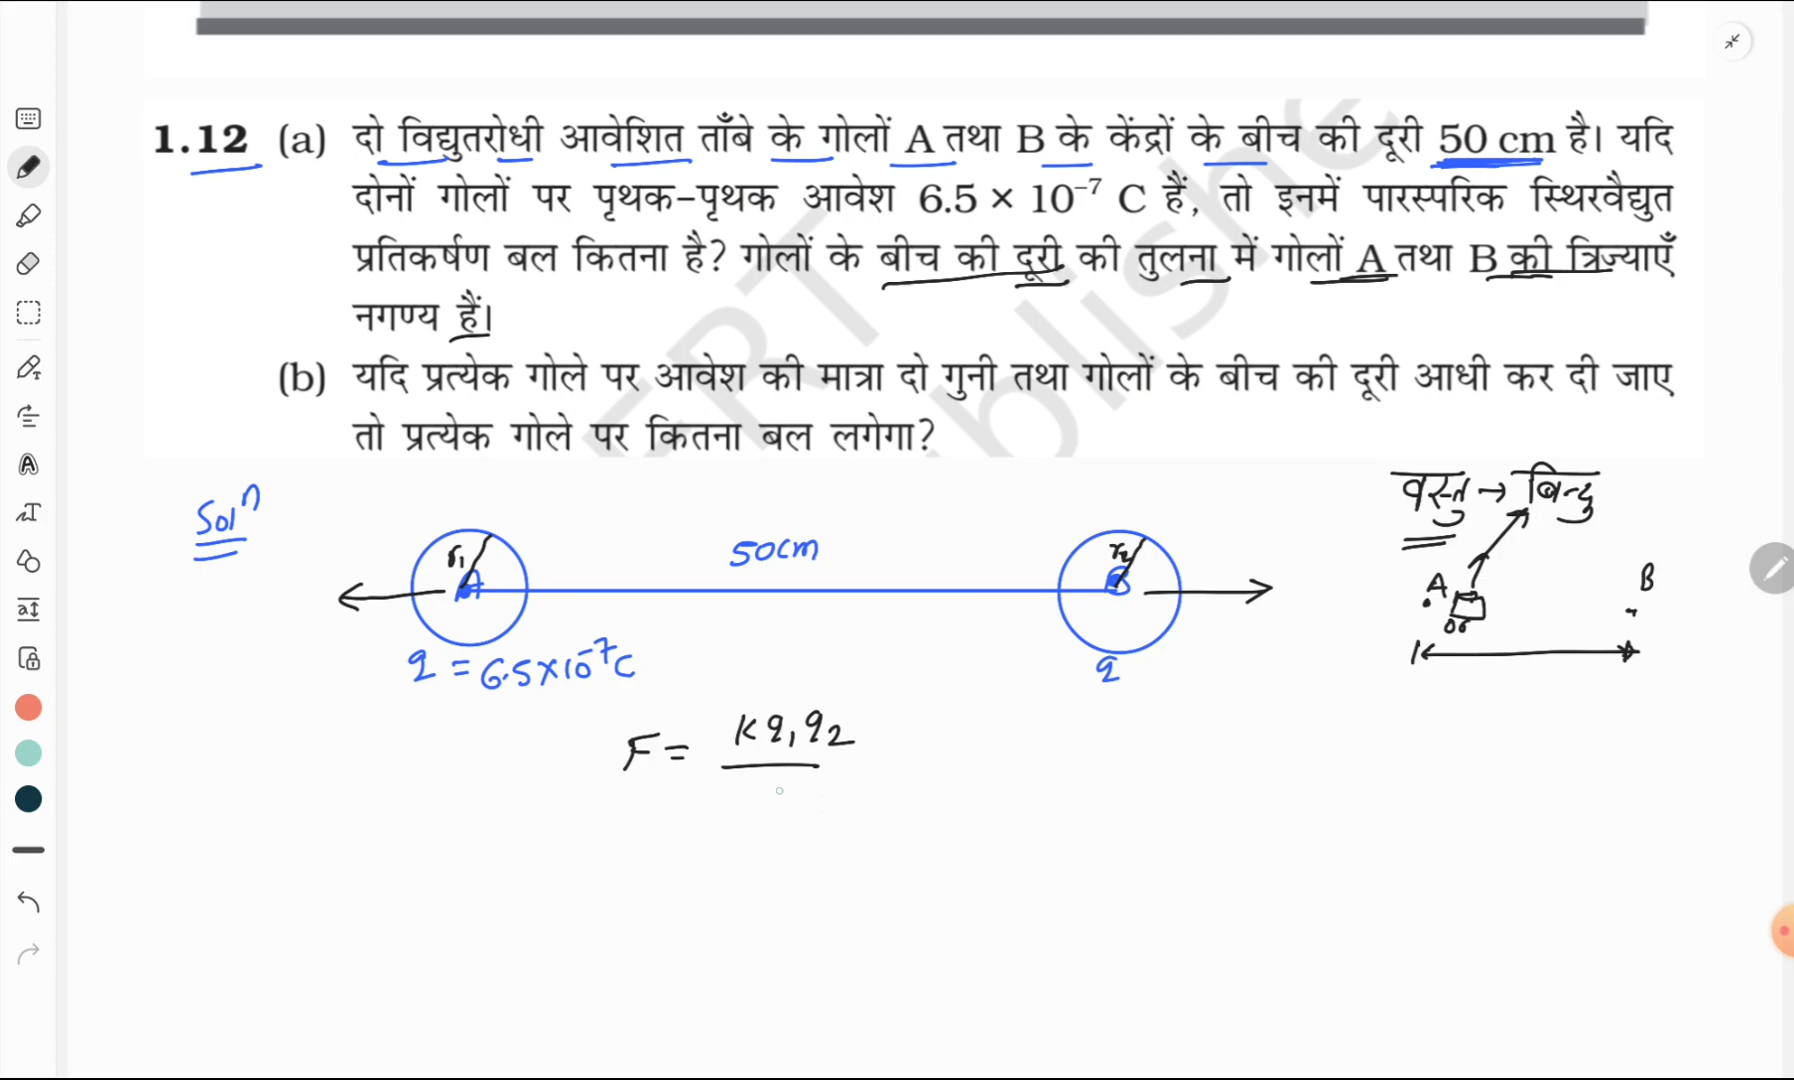 1.12 (a) दो विद्युतरोधी आवेशित ताँबे के गोलों A तथा B के केंद्रों के बीच की दूरी 50 cm है। यदि
दोनों गोलों पर पृथक-पृथक आवेश 6.5 × 10⁻⁷ C हैं, तो इनमें पारस्परिक स्थिरवैद्युत
प्रतिकर्षण बल कितना है? गोलों के बीच की दूरी की तुलना में गोलों A तथा B की त्रिज्याएँ
नगण्य हैं।
(b) यदि प्रत्येक गोले पर आवेश की मात्रा दो गुनी तथा गोलों के बीच की दूरी आधी कर दी जाए
तो प्रत्येक गोले पर कितना बल लगेगा?
Solⁿ
वस्तु → बिन्दु
r₁ A 50cm r₂ B
A B
q = 6.5×10⁻⁷C q
F = kq₁q₂